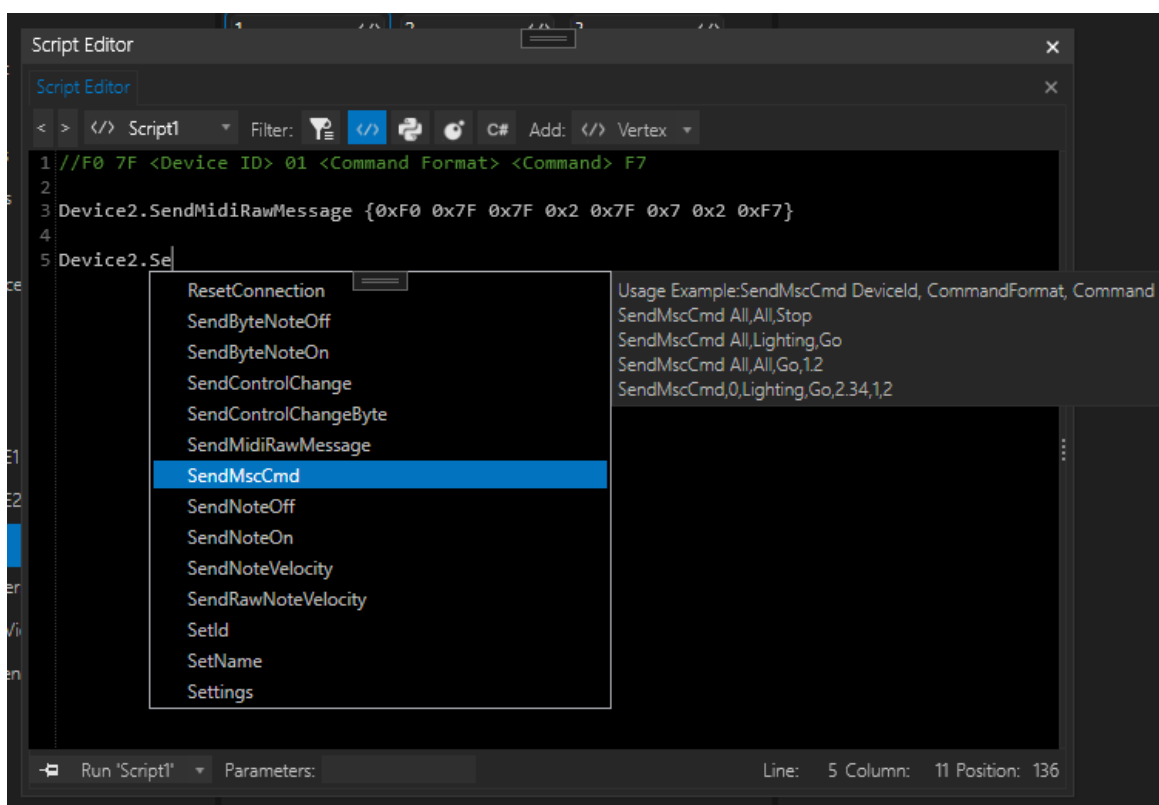 1 </> 2 </> 3 </>
Script Editor
Script Editor
< > </> Script1 Filter: </> C# Add: </> Vertex
1 //F0 7F <Device ID> 01 <Command Format> <Command> F7
2
3 Device2.SendMidiRawMessage {0xF0 0x7F 0x7F 0x2 0x7F 0x7 0x2 0xF7}
4
5 Device2.Se
ResetConnection
SendByteNoteOff
SendByteNoteOn
SendControlChange
SendControlChangeByte
SendMidiRawMessage
SendMscCmd
SendNoteOff
SendNoteOn
SendNoteVelocity
SendRawNoteVelocity
SetId
SetName
Settings
Usage Example:SendMscCmd DeviceId, CommandFormat, Command
SendMscCmd All,All,Stop
SendMscCmd All,Lighting,Go
SendMscCmd All,All,Go,1.2
SendMscCmd,0,Lighting,Go,2.34,1,2
Run 'Script1' Parameters: Line: 5 Column: 11 Position: 136